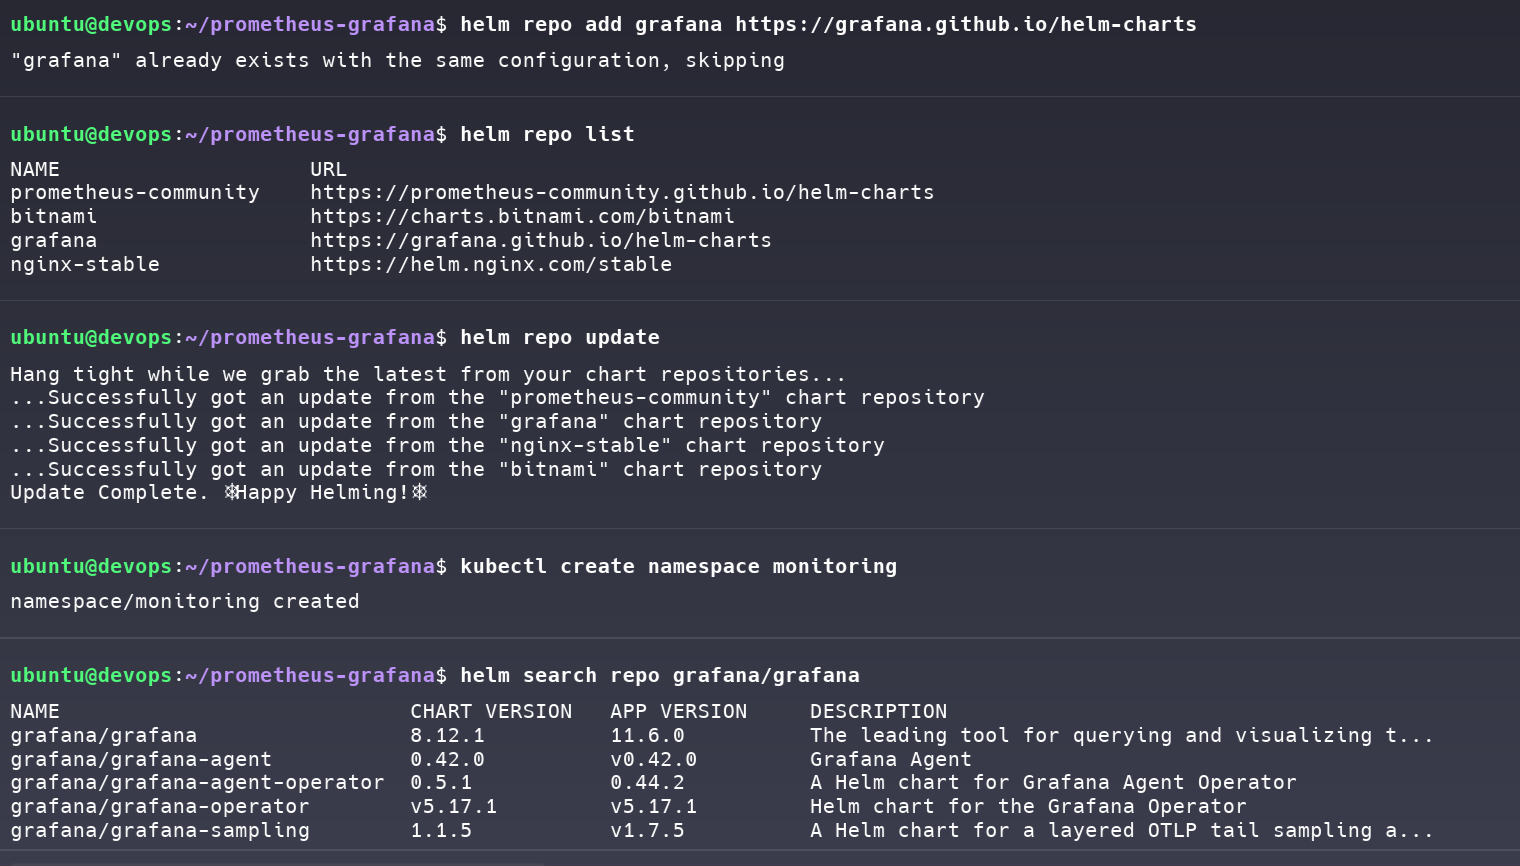 ubuntu@devops:~/prometheus-grafana$ helm repo add grafana https://grafana.github.io/helm-charts
"grafana" already exists with the same configuration, skipping
ubuntu@devops:~/prometheus-grafana$ helm repo list
NAME                    URL
prometheus-community    https://prometheus-community.github.io/helm-charts
bitnami                 https://charts.bitnami.com/bitnami
grafana                 https://grafana.github.io/helm-charts
nginx-stable            https://helm.nginx.com/stable
ubuntu@devops:~/prometheus-grafana$ helm repo update
Hang tight while we grab the latest from your chart repositories...
...Successfully got an update from the "prometheus-community" chart repository
...Successfully got an update from the "grafana" chart repository
...Successfully got an update from the "nginx-stable" chart repository
...Successfully got an update from the "bitnami" chart repository
Update Complete. ⎈Happy Helming!⎈
ubuntu@devops:~/prometheus-grafana$ kubectl create namespace monitoring
namespace/monitoring created
ubuntu@devops:~/prometheus-grafana$ helm search repo grafana/grafana
NAME                            CHART VERSION   APP VERSION     DESCRIPTION
grafana/grafana                 8.12.1          11.6.0          The leading tool for querying and visualizing t...
grafana/grafana-agent           0.42.0          v0.42.0         Grafana Agent
grafana/grafana-agent-operator  0.5.1           0.44.2          A Helm chart for Grafana Agent Operator
grafana/grafana-operator        v5.17.1         v5.17.1         Helm chart for the Grafana Operator
grafana/grafana-sampling        1.1.5           v1.7.5          A Helm chart for a layered OTLP tail sampling a...